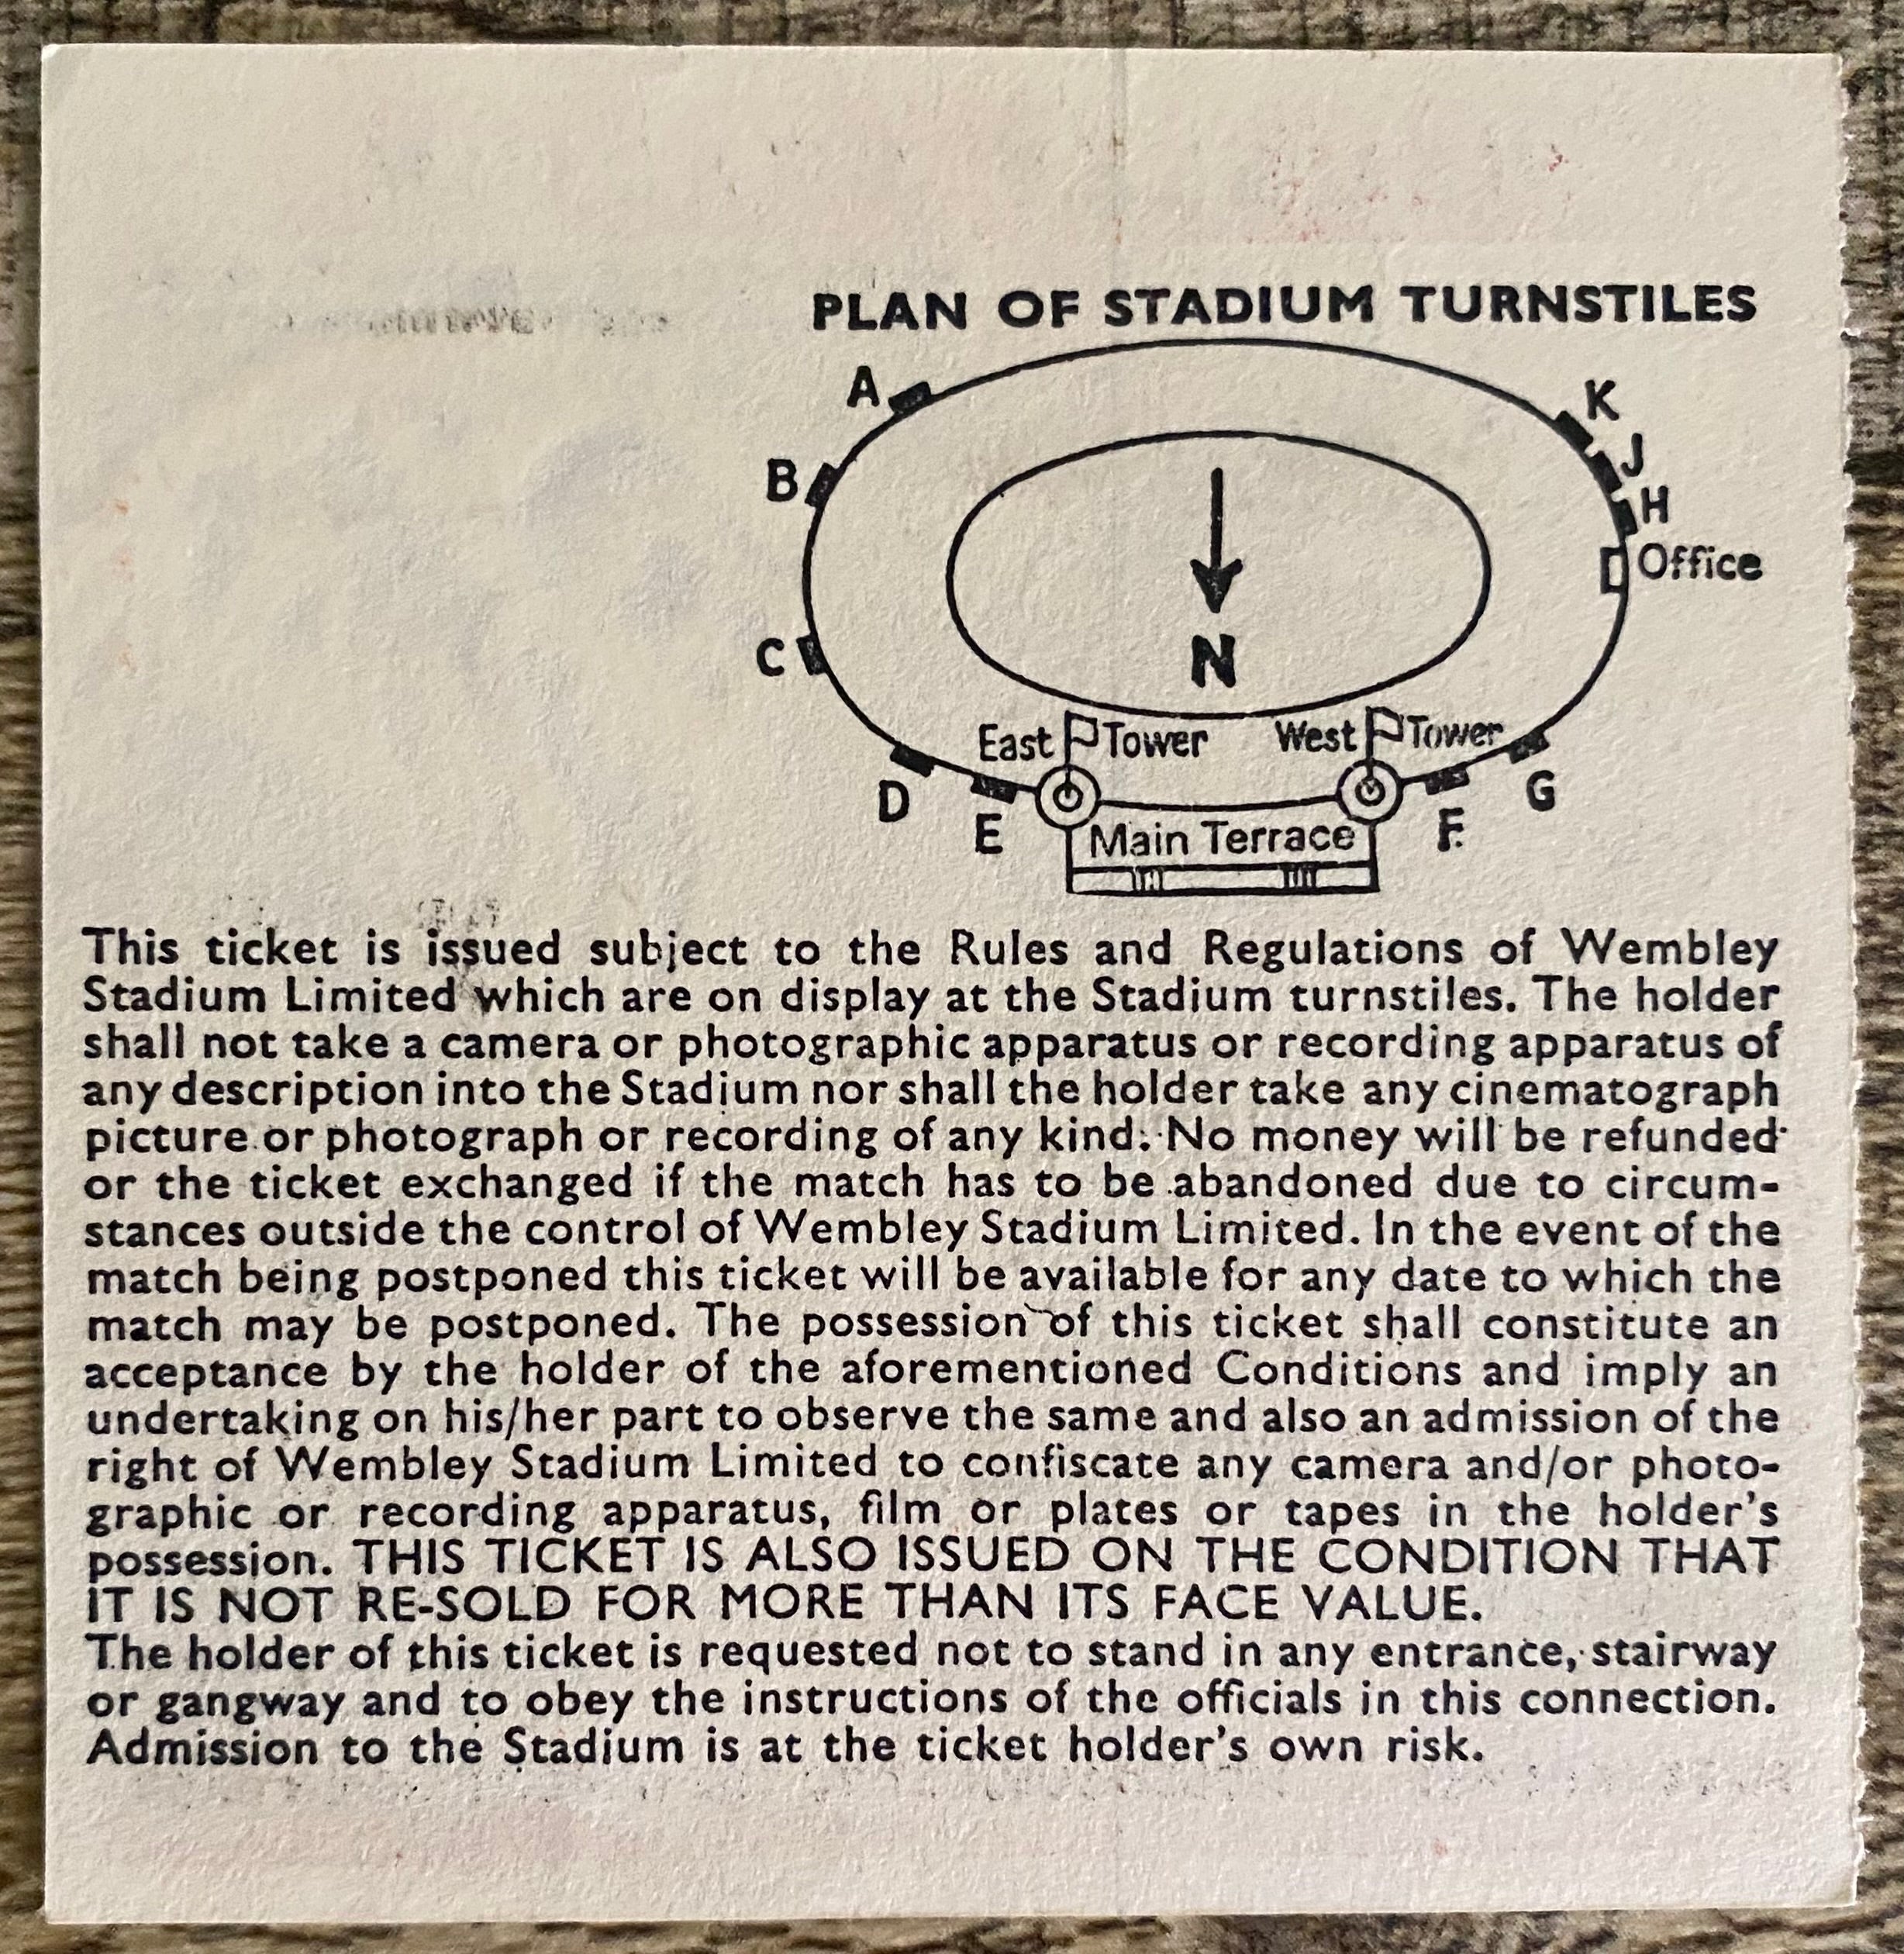 PLAN OF STADIUM TURNSTILES
A
K
B
J
H
Office
N
C
East Tower
West Tower
D
G
E
F
Main Terrace
This ticket is issued subject to the Rules and Regulations of Wembley
Stadium Limited which are on display at the Stadium turnstiles. The holder
shall not take a camera or photographic apparatus or recording apparatus of
any description into the Stadium nor shall the holder take any cinematograph
picture or photograph or recording of any kind. No money will be refunded
or the ticket exchanged if the match has to be abandoned due to circum-
stances outside the control of Wembley Stadium Limited. In the event of the
match being postponed this ticket will be available for any date to which the
match may be postponed. The possession of this ticket shall constitute an
acceptance by the holder of the aforementioned Conditions and imply an
undertaking on his/her part to observe the same and also an admission of the
right of Wembley Stadium Limited to confiscate any camera and/or photo-
graphic or recording apparatus, film or plates or tapes in the holder's
possession. THIS TICKET IS ALSO ISSUED ON THE CONDITION THAT
IT IS NOT RE-SOLD FOR MORE THAN ITS FACE VALUE.
The holder of this ticket is requested not to stand in any entrance, stairway
or gangway and to obey the instructions of the officials in this connection.
Admission to the Stadium is at the ticket holder's own risk.